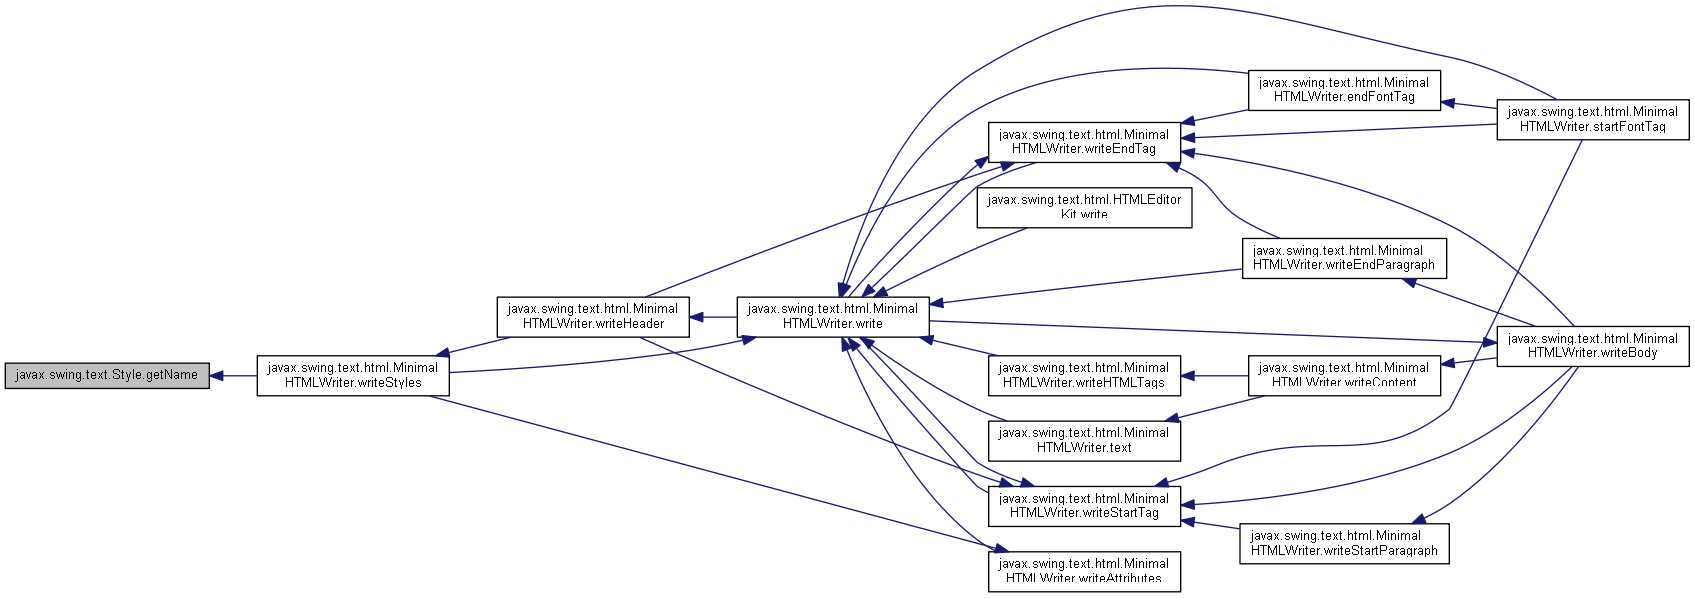 javax.swing.text.html.Minimal
HTMLWriter.endFontTag
javax.swing.text.html.Minimal
HTMLWriter.startFontTag
javax.swing.text.html.Minimal
HTMLWriter.writeEndTag
javax.swing.text.html.HTMLEditor
Kit.write
javax.swing.text.html.Minimal
HTMLWriter.writeEndParagraph
javax.swing.text.html.Minimal
HTMLWriter.writeHeader
javax.swing.text.html.Minimal
HTMLWriter.write
javax.swing.text.html.Minimal
HTMLWriter.writeBody
javax.swing.text.Style.getName
javax.swing.text.html.Minimal
HTMLWriter.writeStyles
javax.swing.text.html.Minimal
HTMLWriter.writeHTMLTags
javax.swing.text.html.Minimal
HTMLWriter.writeContent
javax.swing.text.html.Minimal
HTMLWriter.text
javax.swing.text.html.Minimal
HTMLWriter.writeStartTag
javax.swing.text.html.Minimal
HTMLWriter.writeStartParagraph
javax.swing.text.html.Minimal
HTMLWriter.writeAttributes